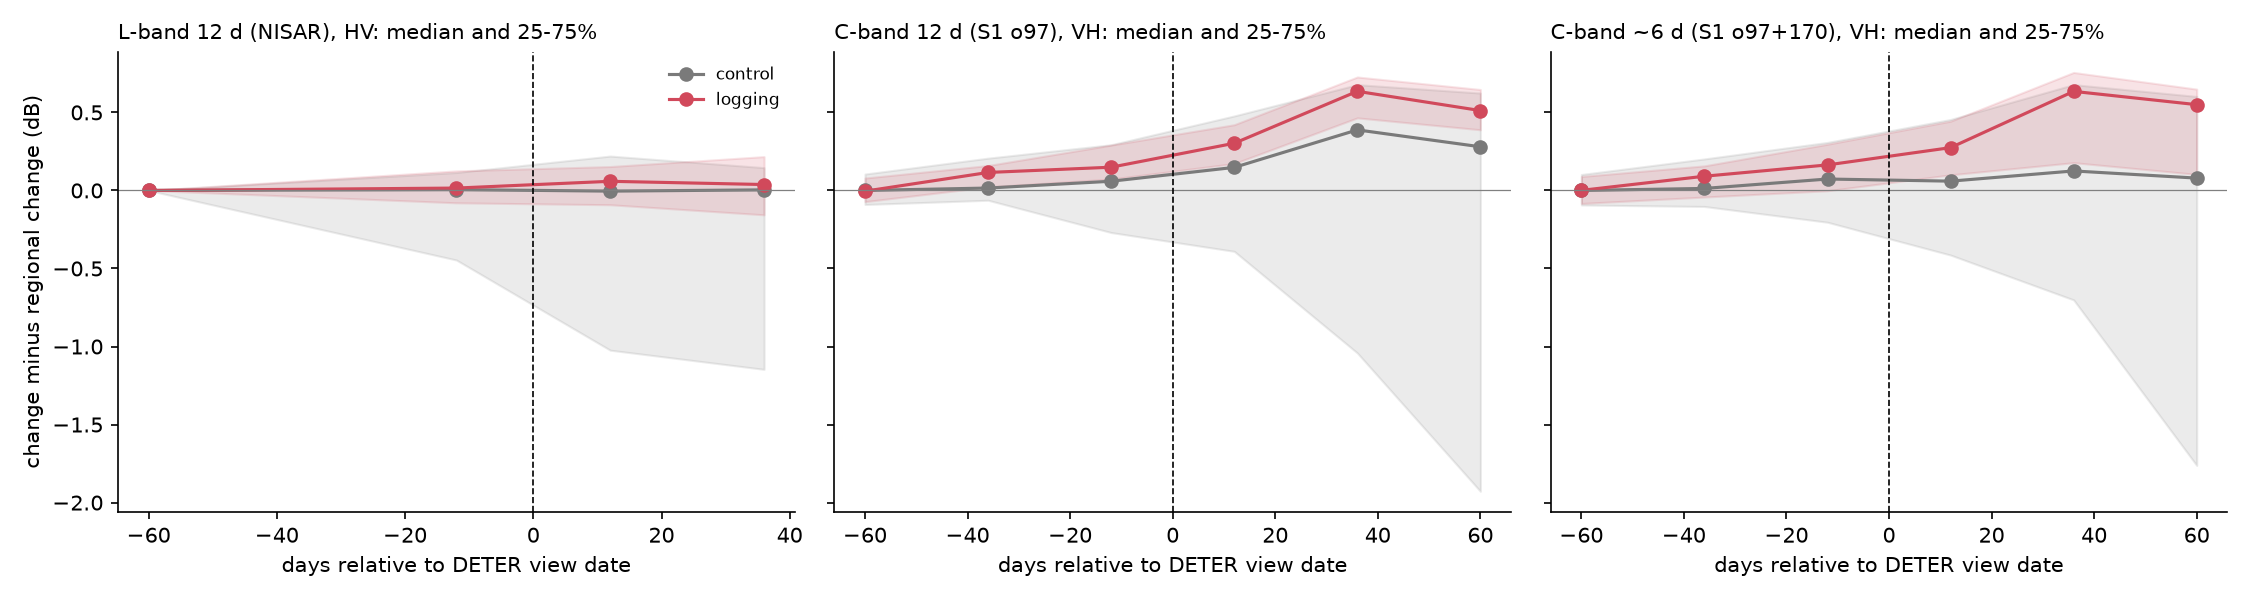 L-band 12 d (NISAR), HV: median and 25-75%
C-band 12 d (S1 o97), VH: median and 25-75%
C-band ~6 d (S1 o97+170), VH: median and 25-75%
control
logging
change minus regional change (dB)
0.5
0.0
−0.5
−1.0
−1.5
−2.0
−60 −40 −20 0 20 40
−60 −40 −20 0 20 40 60
−60 −40 −20 0 20 40 60
days relative to DETER view date
days relative to DETER view date
days relative to DETER view date